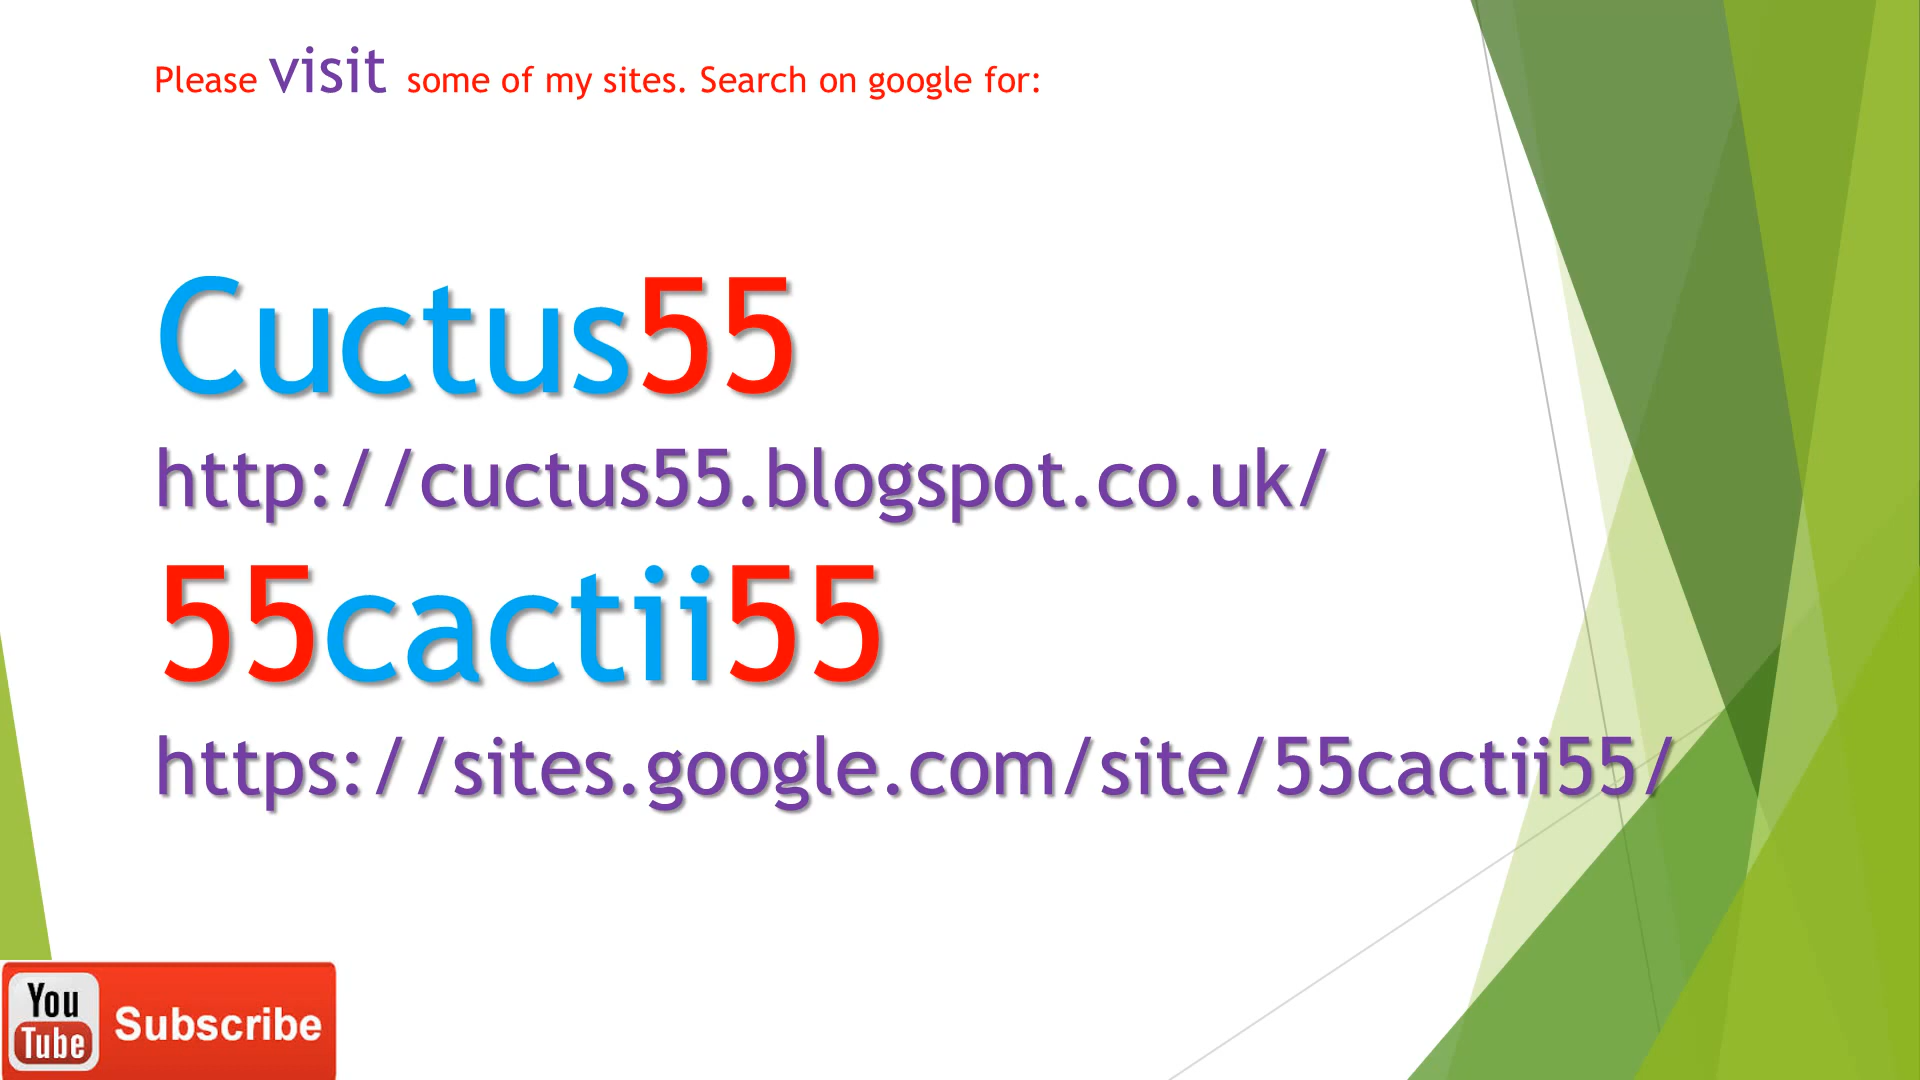 Please visit some of my sites. Search on google for:
Cuctus55
http://cuctus55.blogspot.co.uk/
55cactii55
https://sites.google.com/site/55cactii55/
You
Tube
Subscribe